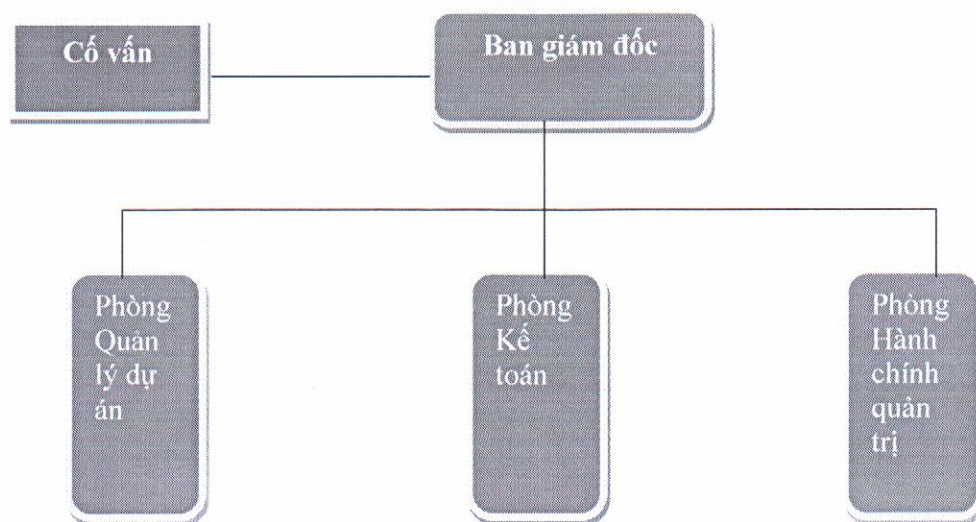 Cố vấn
Ban giám đốc
Phòng
Quản
lý dự
án
Phòng
Kế
toán
Phòng
Hành
chính
quản
trị